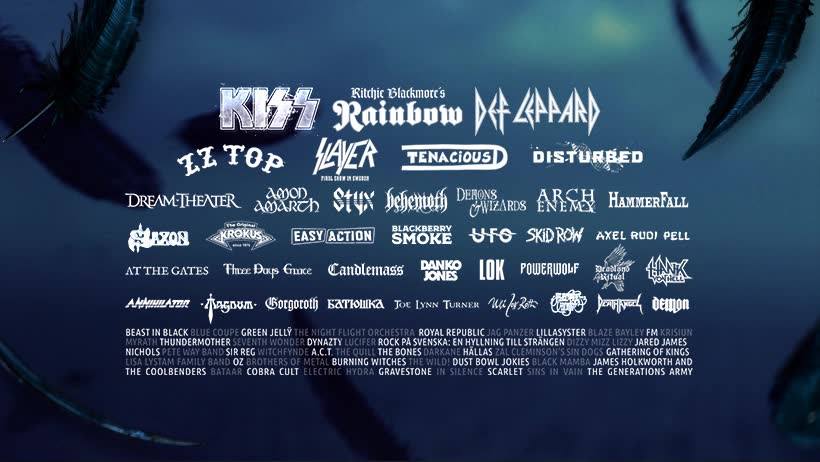 KISS Ritchie Blackmore's Rainbow DEF LEPPARD
ZZ TOP SLAYER FINAL SHOW IN SWEDEN TENACIOUS D DISTURBED
DREAM THEATER AMON AMARTH STYX behemoth DEMONS & WIZARDS ARCH ENEMY HAMMERFALL
SAXON The Original KROKUS since 1976 EASY ACTION BLACKBERRY SMOKE UFO SKID ROW AXEL RUDI PELL
AT THE GATES Three Days Grace Candlemass DANKO JONES LOK POWERWOLF Deadland Ritual HANK
ANNIHILATOR MAGNUM Gorgoroth БАТЮШКА JOE LYNN TURNER Uli Jon Roth DEATH ANGEL demon
BEAST IN BLACK BLUE COUPE GREEN JELLŸ THE NIGHT FLIGHT ORCHESTRA ROYAL REPUBLIC JAG PANZER LILLASYSTER BLAZE BAYLEY FM KRISIUN
MYRATH THUNDERMOTHER SEVENTH WONDER DYNAZTY LUCIFER ROCK PÅ SVENSKA: EN HYLLNING TILL STRÄNGEN DIZZY MIZZ LIZZY JARED JAMES
NICHOLS PETE WAY BAND SIR REG WITCHFYNDE A.C.T. THE QUILL THE BONES DARKANE HÄLLAS ZAL CLEMINSON'S SIN DOGS GATHERING OF KINGS
LISA LYSTAM FAMILY BAND OZ BROTHERS OF METAL BURNING WITCHES THE WILD! DUST BOWL JOKIES BLACK MAMBA JAMES HOLKWORTH AND
THE COOLBENDERS BATAAR COBRA CULT ELECTRIC HYDRA GRAVESTONE IN SILENCE SCARLET SINS IN VAIN THE GENERATIONS ARMY